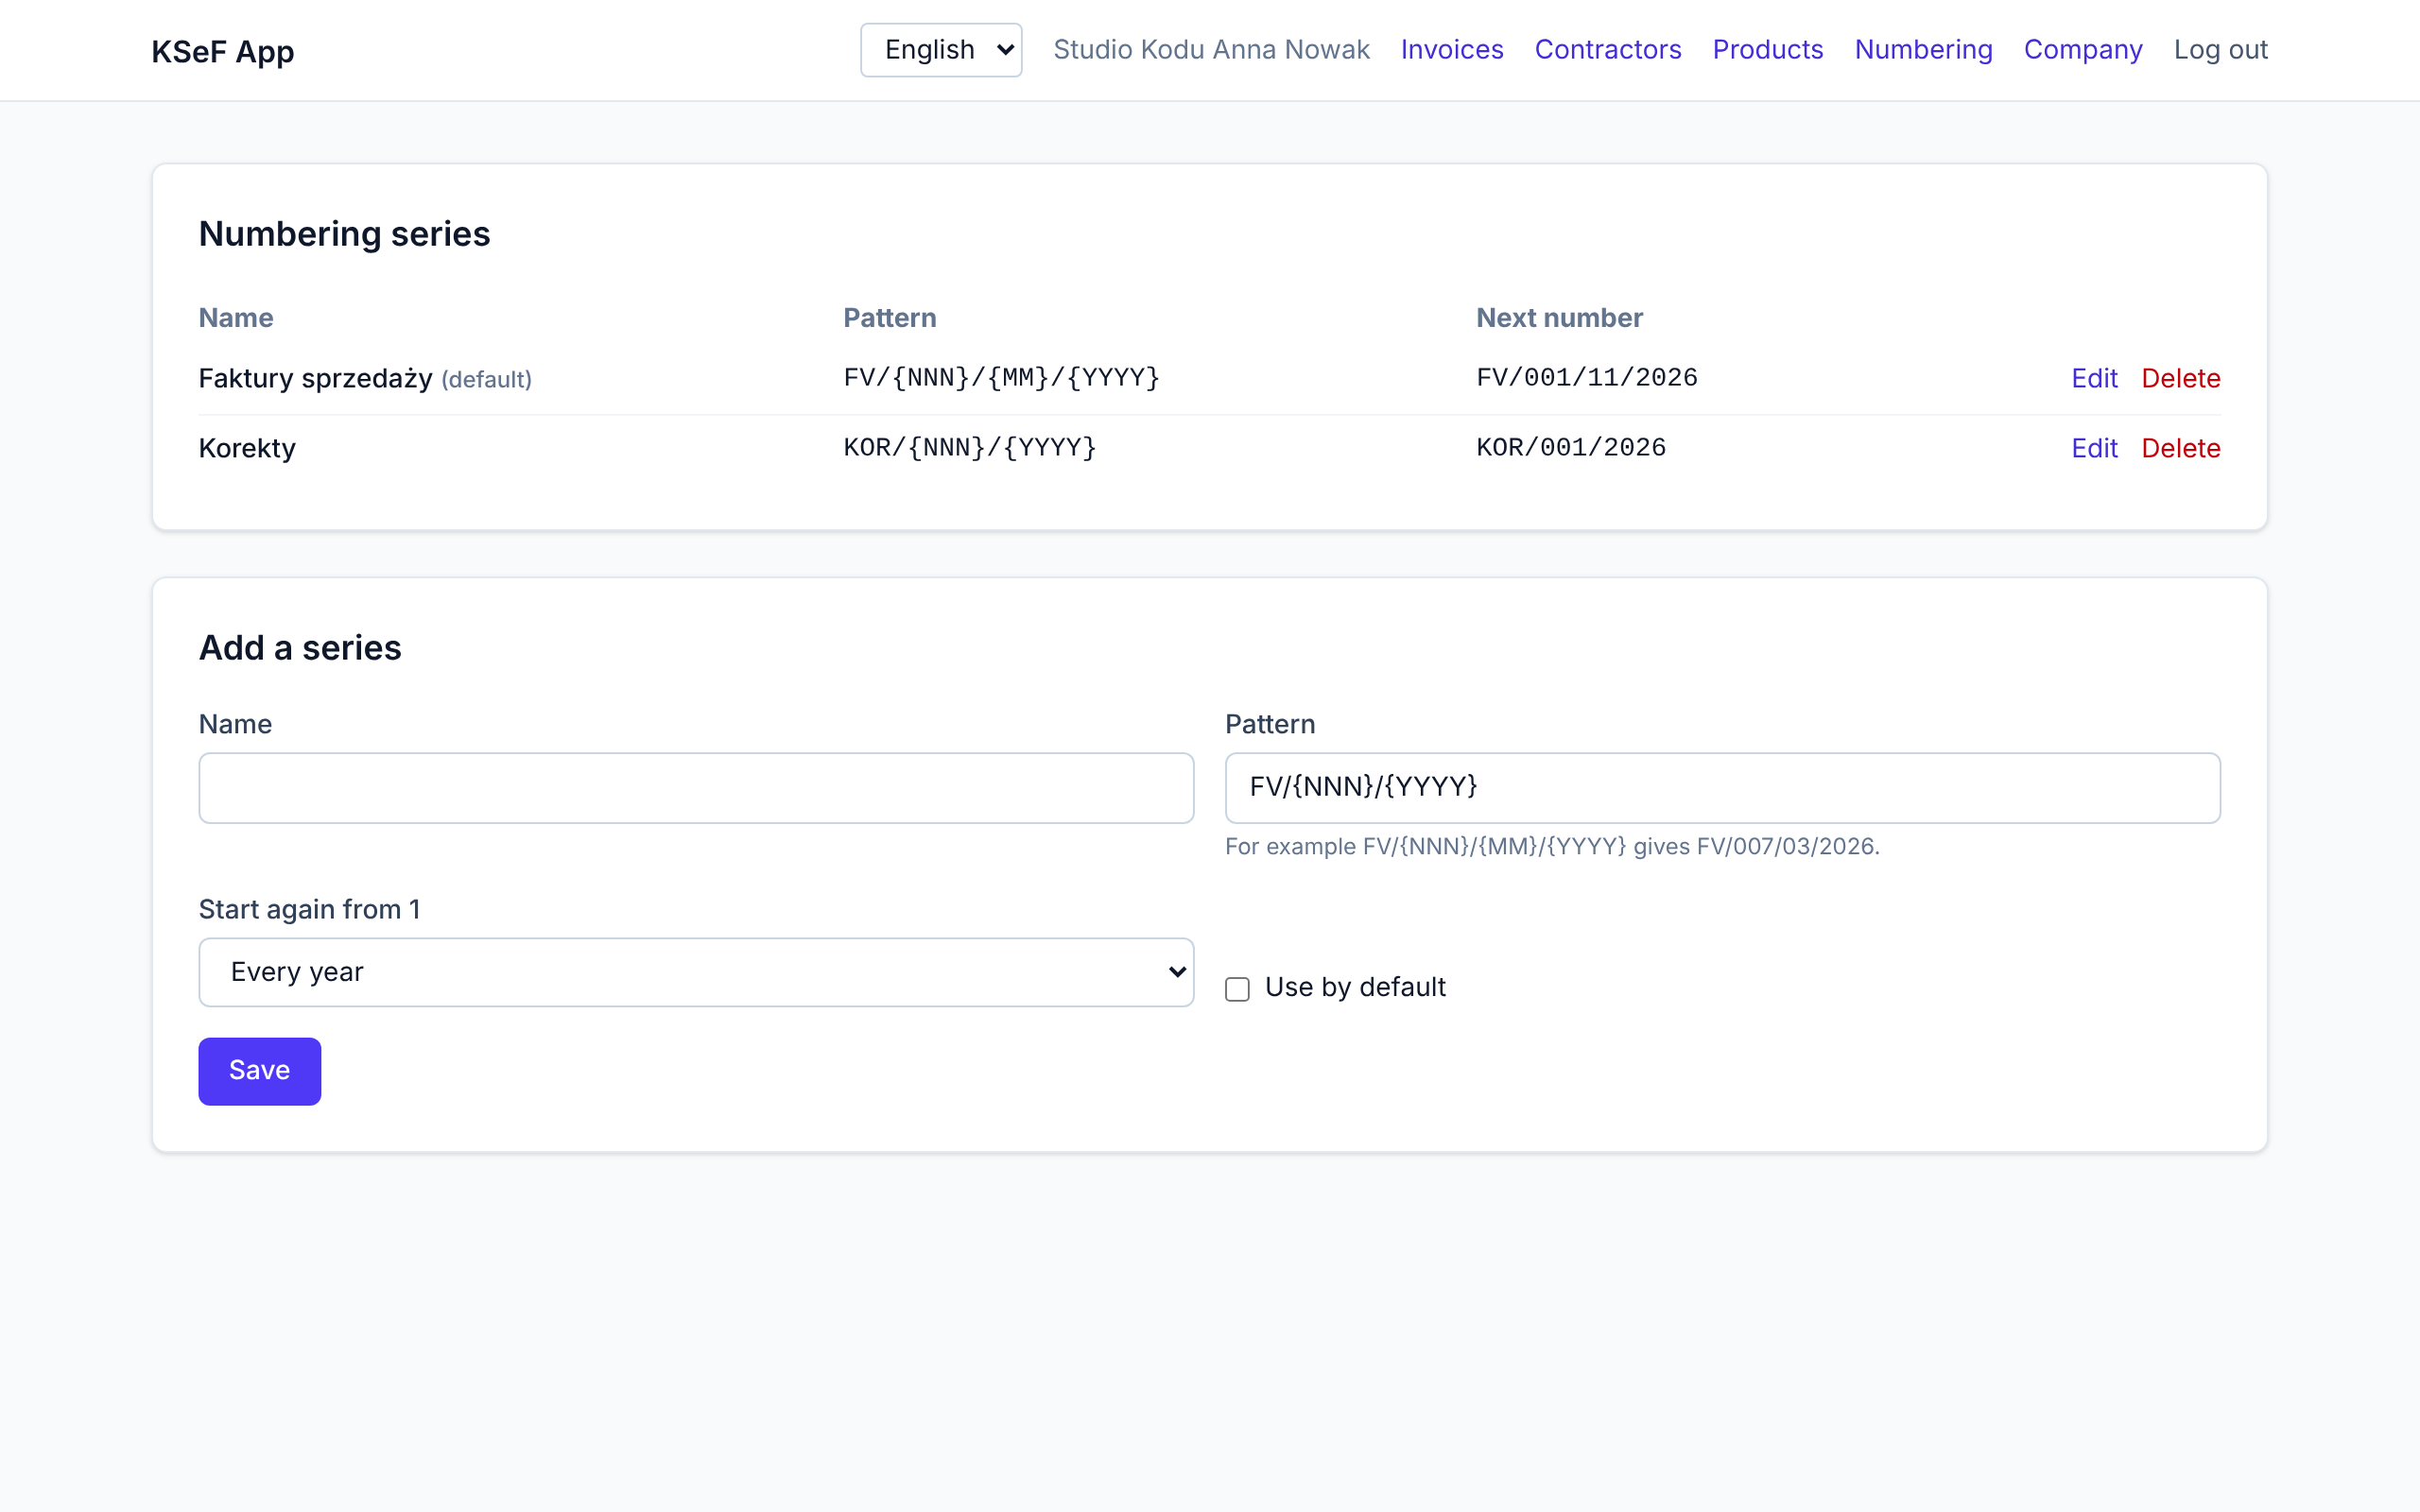 KSeF App English Studio Kodu Anna Nowak Invoices Contractors Products Numbering Company Log out
Numbering series
Name Pattern Next number
Faktury sprzedaży (default) FV/{NNN}/{MM}/{YYYY} FV/001/11/2026 Edit Delete
Korekty KOR/{NNN}/{YYYY} KOR/001/2026 Edit Delete
Add a series
Name Pattern
FV/{NNN}/{YYYY}
For example FV/{NNN}/{MM}/{YYYY} gives FV/007/03/2026.
Start again from 1
Every year
Use by default
Save